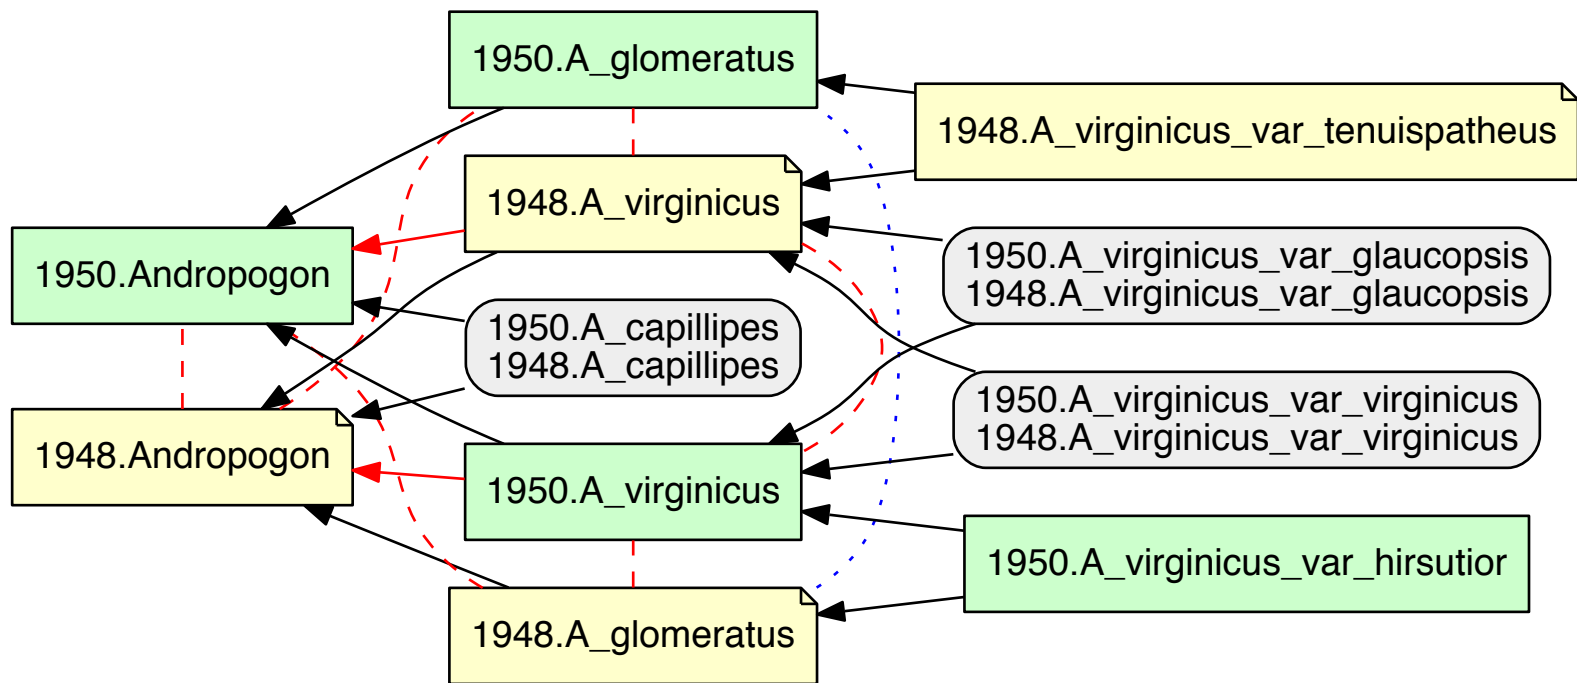 1950.A_glomeratus
1948.A_virginicus_var_tenuispatheus
1948.A_virginicus
1950.Andropogon
1950.A_virginicus_var_glaucopsis
1948.A_virginicus_var_glaucopsis
1950.A_capillipes
1948.A_capillipes
1950.A_virginicus_var_virginicus
1948.A_virginicus_var_virginicus
1948.Andropogon
1950.A_virginicus
1950.A_virginicus_var_hirsutior
1948.A_glomeratus